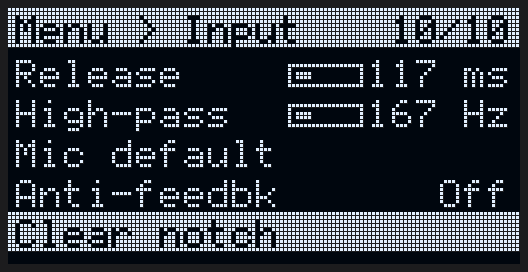 Menu > Input 10/10
Release 117 ms
High-pass 167 Hz
Mic default
Anti-feedbk Off
Clear notch